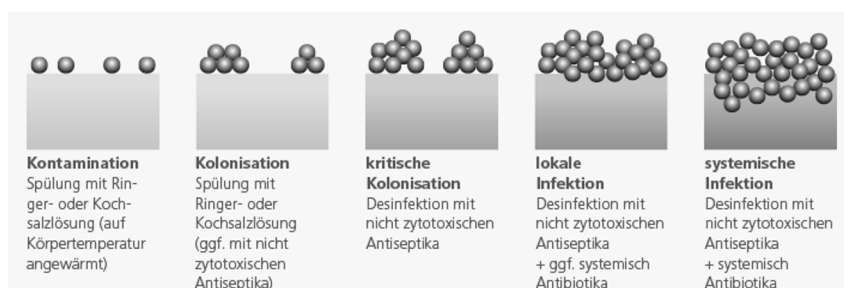 Kontamination
Spülung mit Rin-
ger- oder Koch-
salzlösung (auf
Körpertemperatur
angewärmt)
Kolonisation
Spülung mit
Ringer- oder
Kochsalzlösung
(ggf. mit nicht
zytotoxischen
Antiseptika)
kritische
Kolonisation
Desinfektion mit
nicht zytotoxischen
Antiseptika
lokale
Infektion
Desinfektion mit
nicht zytotoxischen
Antiseptika
+ ggf. systemisch
Antibiotika
systemische
Infektion
Desinfektion mit
nicht zytotoxischen
Antiseptika
+ systemisch
Antibiotika